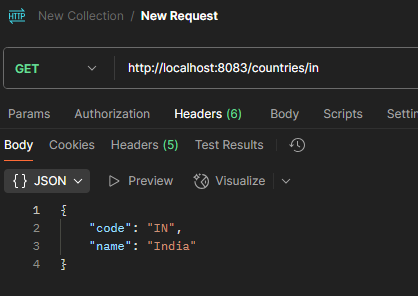 HTTP New Collection / New Request
GET http://localhost:8083/countries/in
Params Authorization Headers (6) Body Scripts Settin
Body Cookies Headers (5) Test Results
{} JSON Preview Visualize
1 {
2 "code": "IN",
3 "name": "India"
4 }